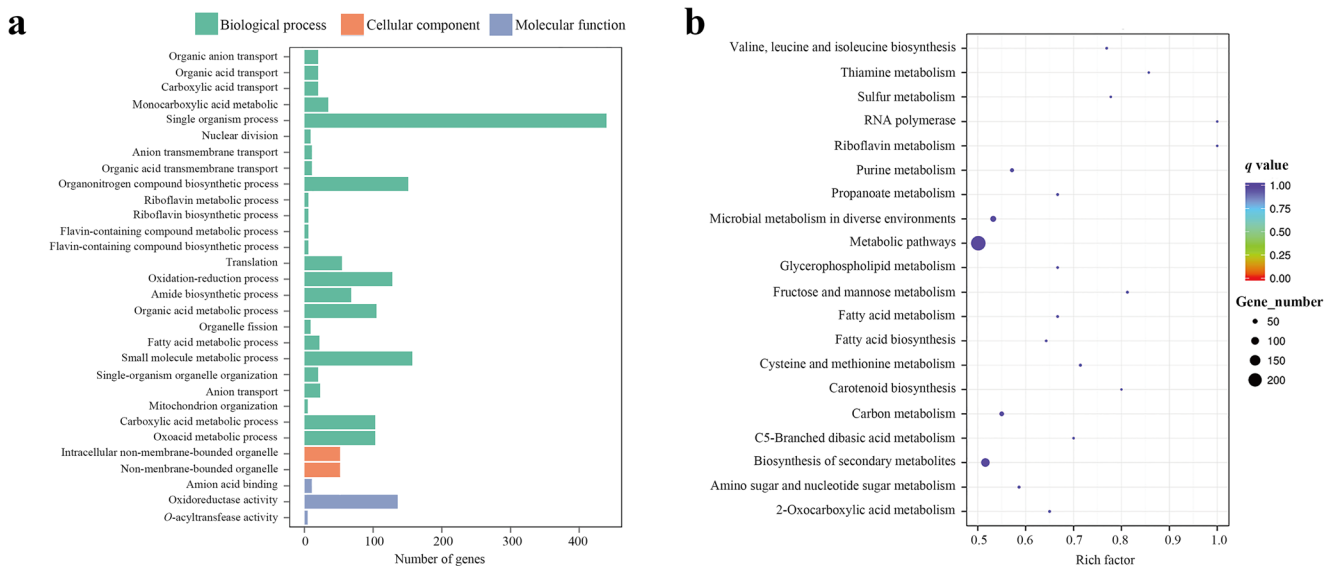 a
Biological process Cellular component Molecular function
Organic anion transport
Organic acid transport
Carboxylic acid transport
Monocarboxylic acid metabolic
Single organism process
Nuclear division
Anion transmembrane transport
Organic acid transmembrane transport
Organonitrogen compound biosynthetic process
Riboflavin metabolic process
Riboflavin biosynthetic process
Flavin-containing compound metabolic process
Flavin-containing compound biosynthetic process
Translation
Oxidation-reduction process
Amide biosynthetic process
Organic acid metabolic process
Organelle fission
Fatty acid metabolic process
Small molecule metabolic process
Single-organism organelle organization
Anion transport
Mitochondrion organization
Carboxylic acid metabolic process
Oxoacid metabolic process
Intracellular non-membrane-bounded organelle
Non-menbrane-bounded organelle
Amion acid binding
Oxidoreductase activity
O-acyltransfease activity
0 100 200 300 400
Number of genes
b
Valine, leucine and isoleucine biosynthesis
Thiamine metabolism
Sulfur metabolism
RNA polymerase
Riboflavin metabolism
Purine metabolism
Propanoate metabolism
Microbial metabolism in diverse environments
Metabolic pathways
Glycerophospholipid metabolism
Fructose and mannose metabolism
Fatty acid metabolism
Fatty acid biosynthesis
Cysteine and methionine metabolism
Carotenoid biosynthesis
Carbon metabolism
C5-Branched dibasic acid metabolism
Biosynthesis of secondary metabolites
Amino sugar and nucleotide sugar metabolism
2-Oxocarboxylic acid metabolism
0.5 0.6 0.7 0.8 0.9 1.0
Rich factor
q value
1.00
0.75
0.50
0.25
0.00
Gene_number
50
100
150
200